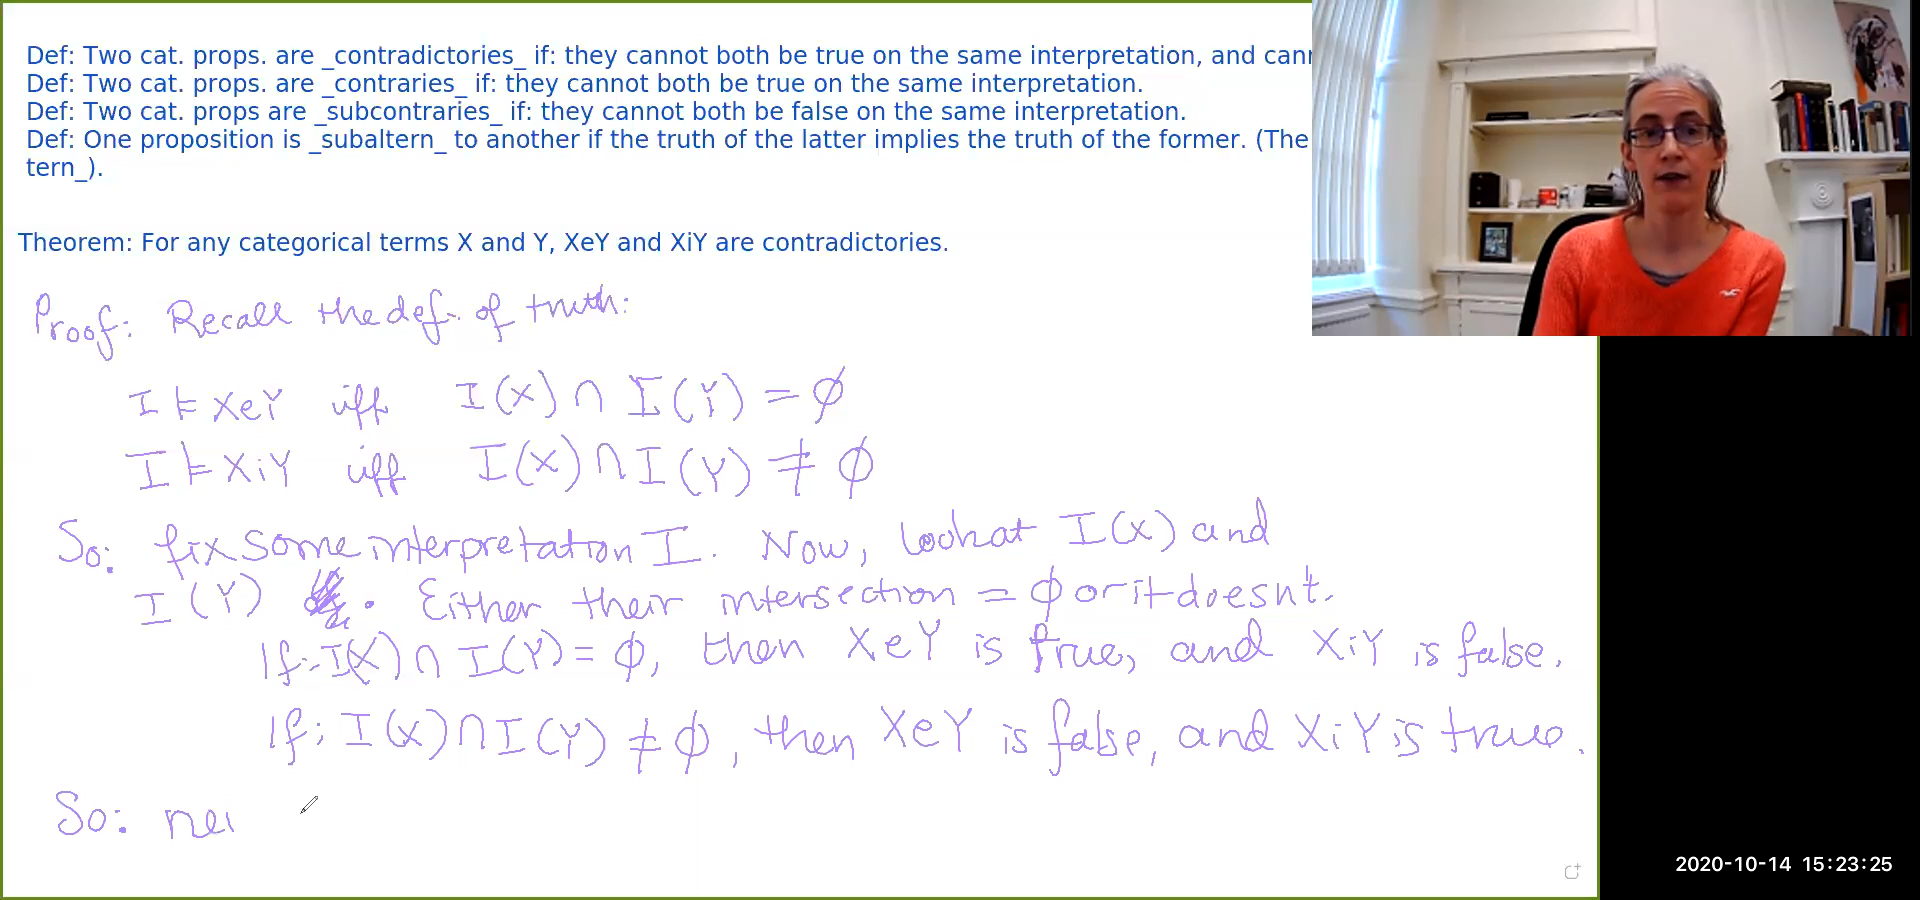 Def: Two cat. props. are _contradictories_ if: they cannot both be true on the same interpretation, and cann
Def: Two cat. props. are _contraries_ if: they cannot both be true on the same interpretation.
Def: Two cat. props are _subcontraries_ if: they cannot both be false on the same interpretation.
Def: One proposition is _subaltern_ to another if the truth of the latter implies the truth of the former. (The
tern_).
Theorem: For any categorical terms X and Y, XeY and XiY are contradictories.
Proof: Recall the def. of truth:
I ⊨ XeY iff I(X) ∩ I(Y) = ∅
I ⊨ XiY iff I(X) ∩ I(Y) ≠ ∅
So: fix some interpretation I. Now, look at I(X) and
I(Y) . Either their intersection = ∅ or it doesn't.
If: I(X) ∩ I(Y) = ∅, then XeY is true, and XiY is false.
If: I(X) ∩ I(Y) ≠ ∅, then XeY is false, and XiY is true.
So: nei
2020-10-14 15:23:25